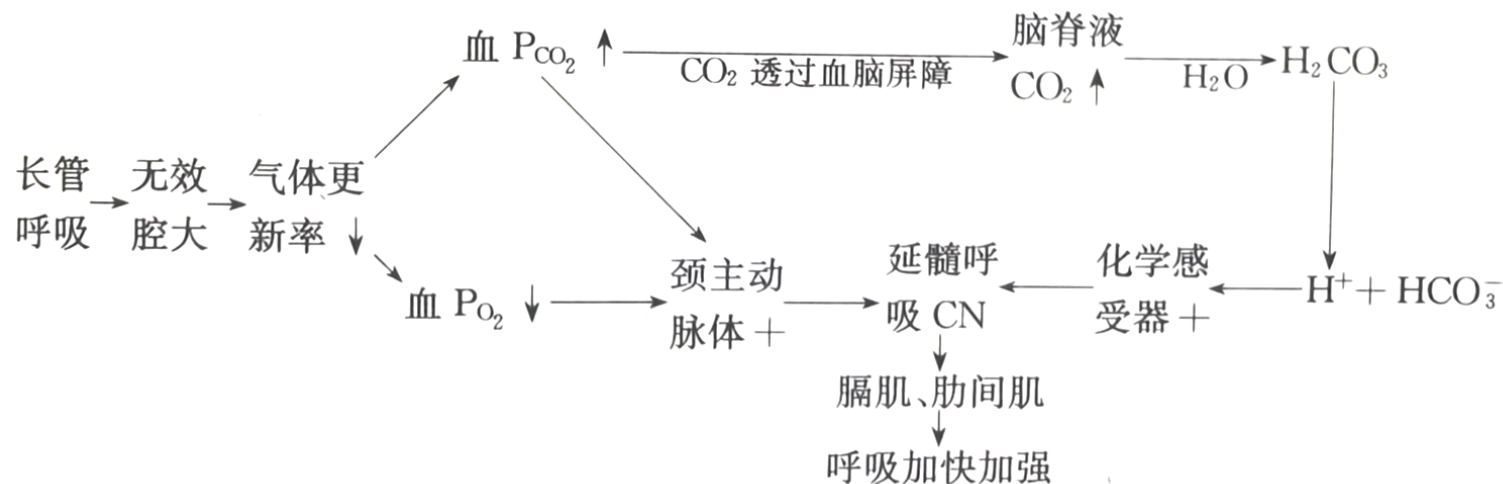 血 P_CO₂ ↑
CO₂ 透过血脑屏障
脑脊液
CO₂ ↑
H₂O
H₂CO₃
长管
呼吸
无效
腔大
气体更
新率 ↓
血 P_O₂ ↓
颈主动
脉体+
延髓呼
吸 CN
化学感
受器+
H⁺+HCO₃⁻
膈肌、肋间肌
呼吸加快加强